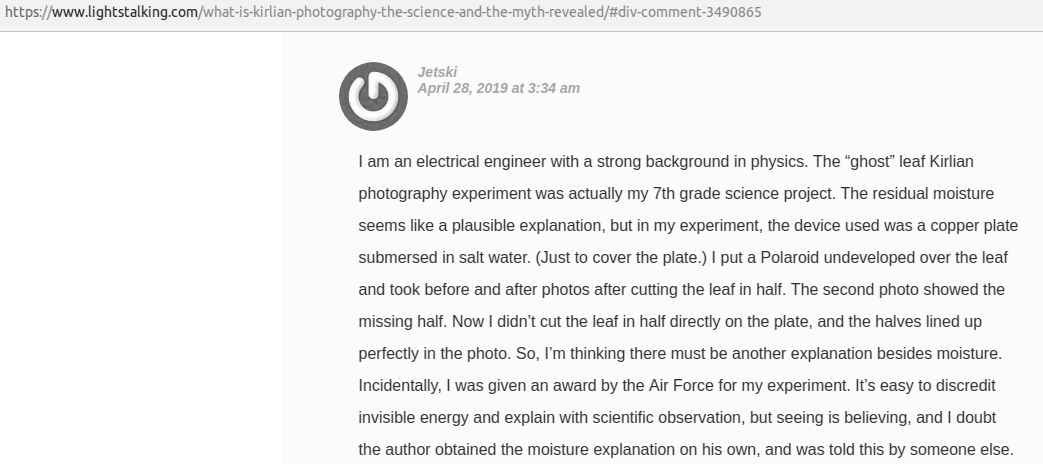 https://www.lightstalking.com/what-is-kirlian-photography-the-science-and-the-myth-revealed/#div-comment-3490865
Jetski
April 28, 2019 at 3:34 am
I am an electrical engineer with a strong background in physics. The “ghost” leaf Kirlian
photography experiment was actually my 7th grade science project. The residual moisture
seems like a plausible explanation, but in my experiment, the device used was a copper plate
submersed in salt water. (Just to cover the plate.) I put a Polaroid undeveloped over the leaf
and took before and after photos after cutting the leaf in half. The second photo showed the
missing half. Now I didn’t cut the leaf in half directly on the plate, and the halves lined up
perfectly in the photo. So, I’m thinking there must be another explanation besides moisture.
Incidentally, I was given an award by the Air Force for my experiment. It’s easy to discredit
invisible energy and explain with scientific observation, but seeing is believing, and I doubt
the author obtained the moisture explanation on his own, and was told this by someone else.